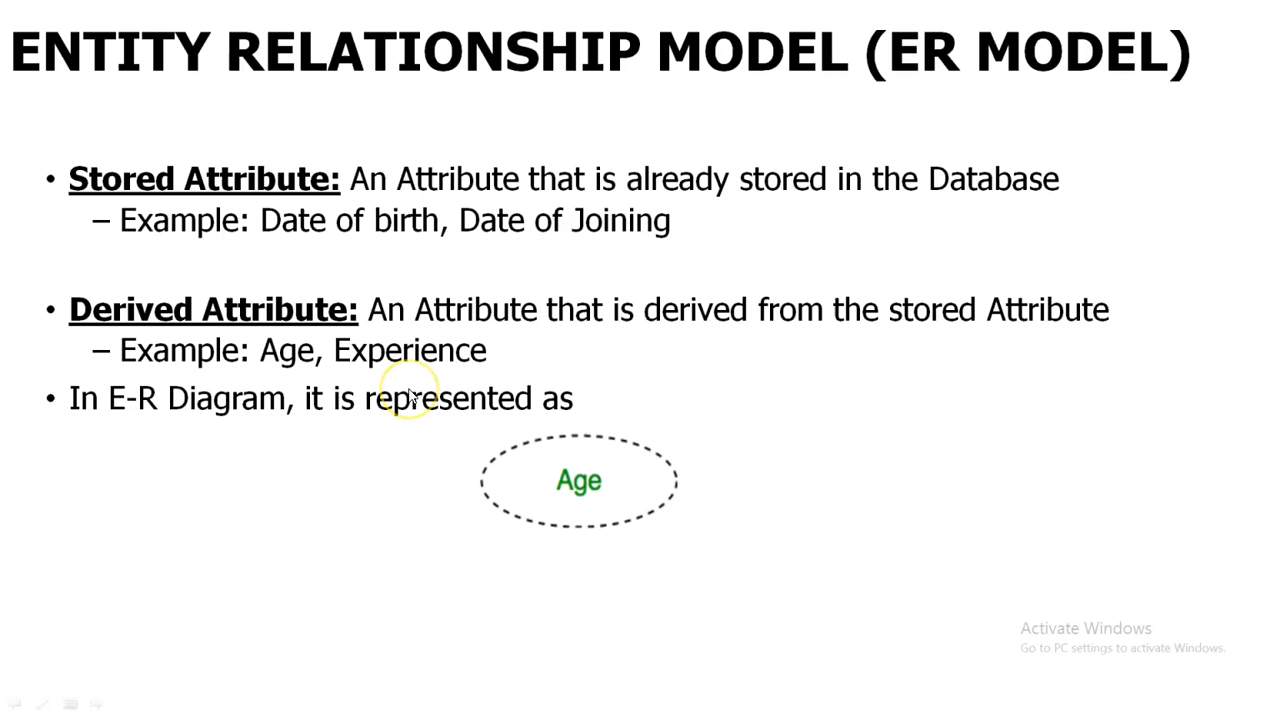 ENTITY RELATIONSHIP MODEL (ER MODEL)
• Stored Attribute: An Attribute that is already stored in the Database
– Example: Date of birth, Date of Joining
• Derived Attribute: An Attribute that is derived from the stored Attribute
– Example: Age, Experience
• In E-R Diagram, it is represented as
Age
Activate Windows
Go to PC settings to activate Windows.